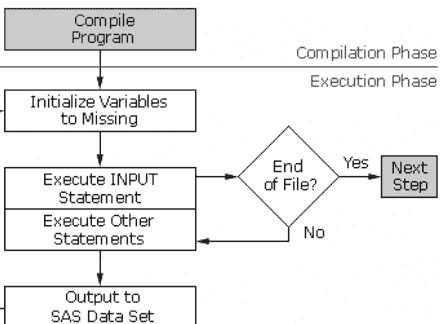 Compile
Program
Compilation Phase
Execution Phase
Initialize Variables
to Missing
Execute INPUT
Statement
End
of File?
Yes
Next
Step
Execute Other
Statements
No
Output to
SAS Data Set